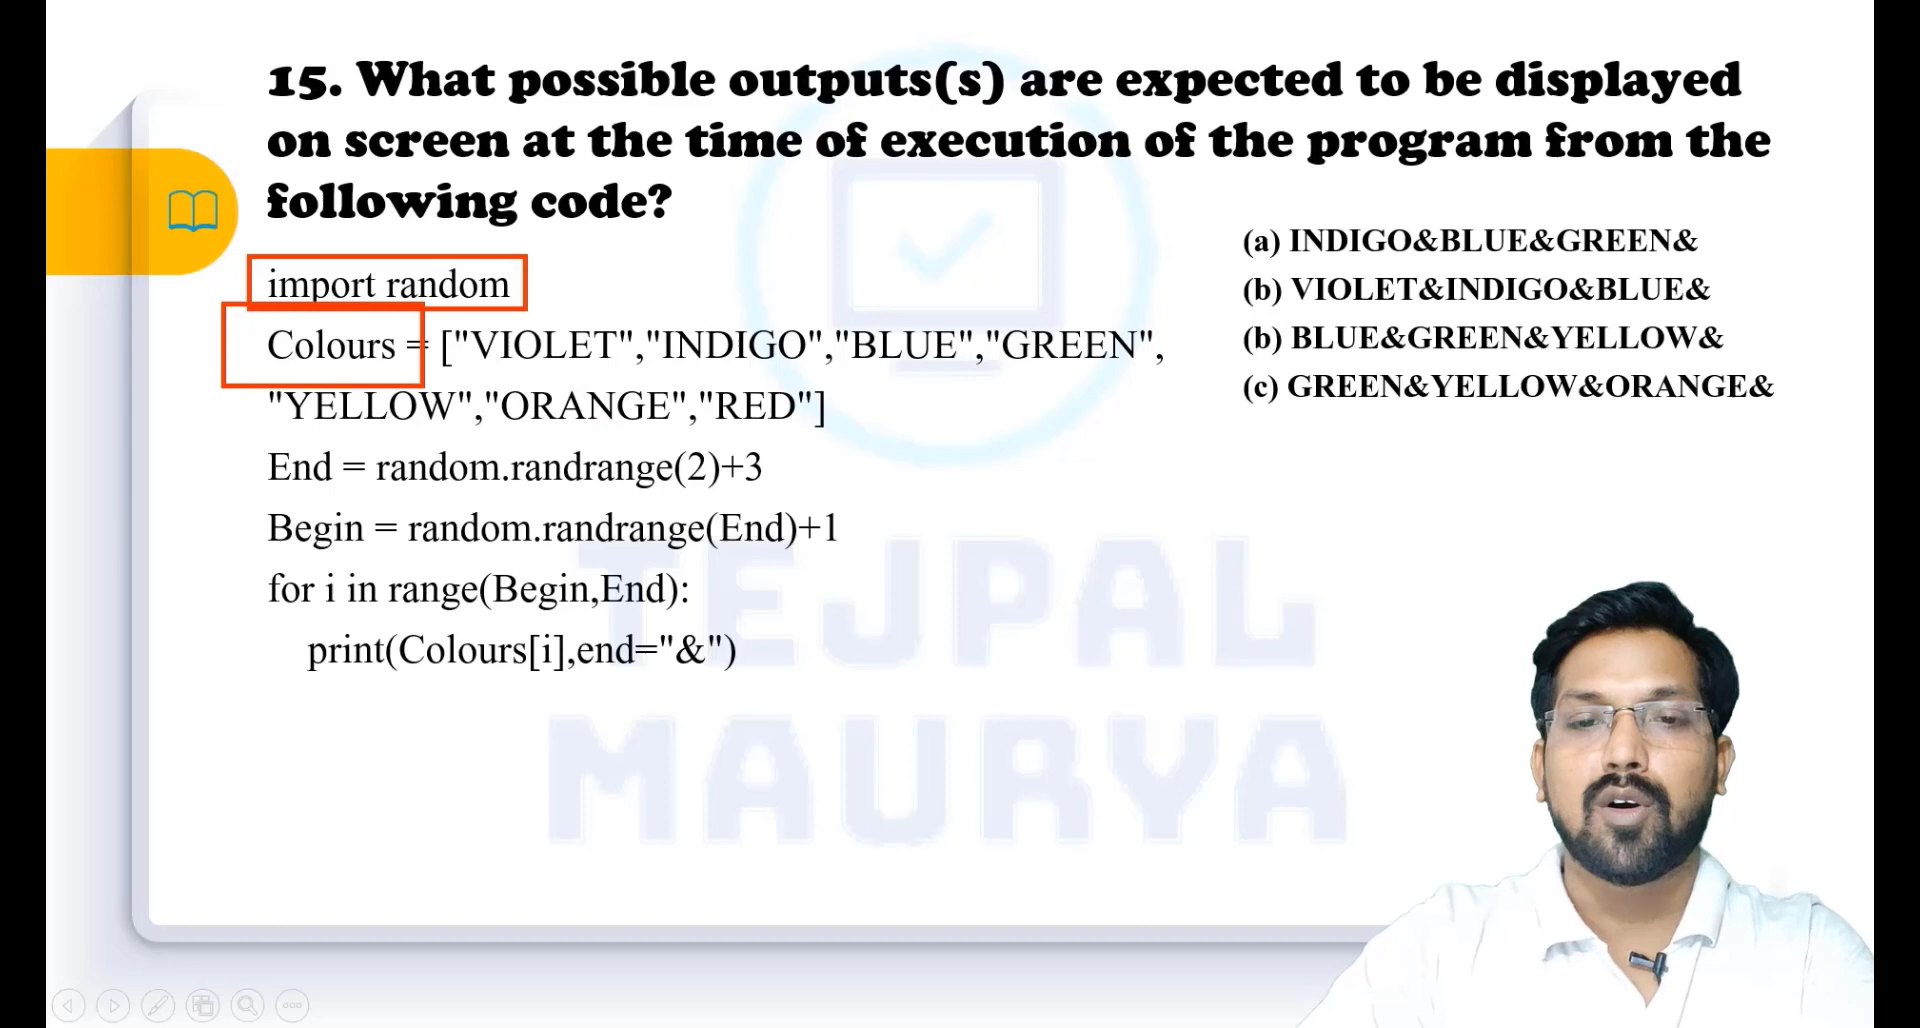 15. What possible outputs(s) are expected to be displayed
on screen at the time of execution of the program from the
following code?
import random
Colours = ["VIOLET","INDIGO","BLUE","GREEN",
"YELLOW","ORANGE","RED"]
End = random.randrange(2)+3
Begin = random.randrange(End)+1
for i in range(Begin,End):
print(Colours[i],end="&")
(a) INDIGO&BLUE&GREEN&
(b) VIOLET&INDIGO&BLUE&
(b) BLUE&GREEN&YELLOW&
(c) GREEN&YELLOW&ORANGE&
TEJPAL
MAURYA